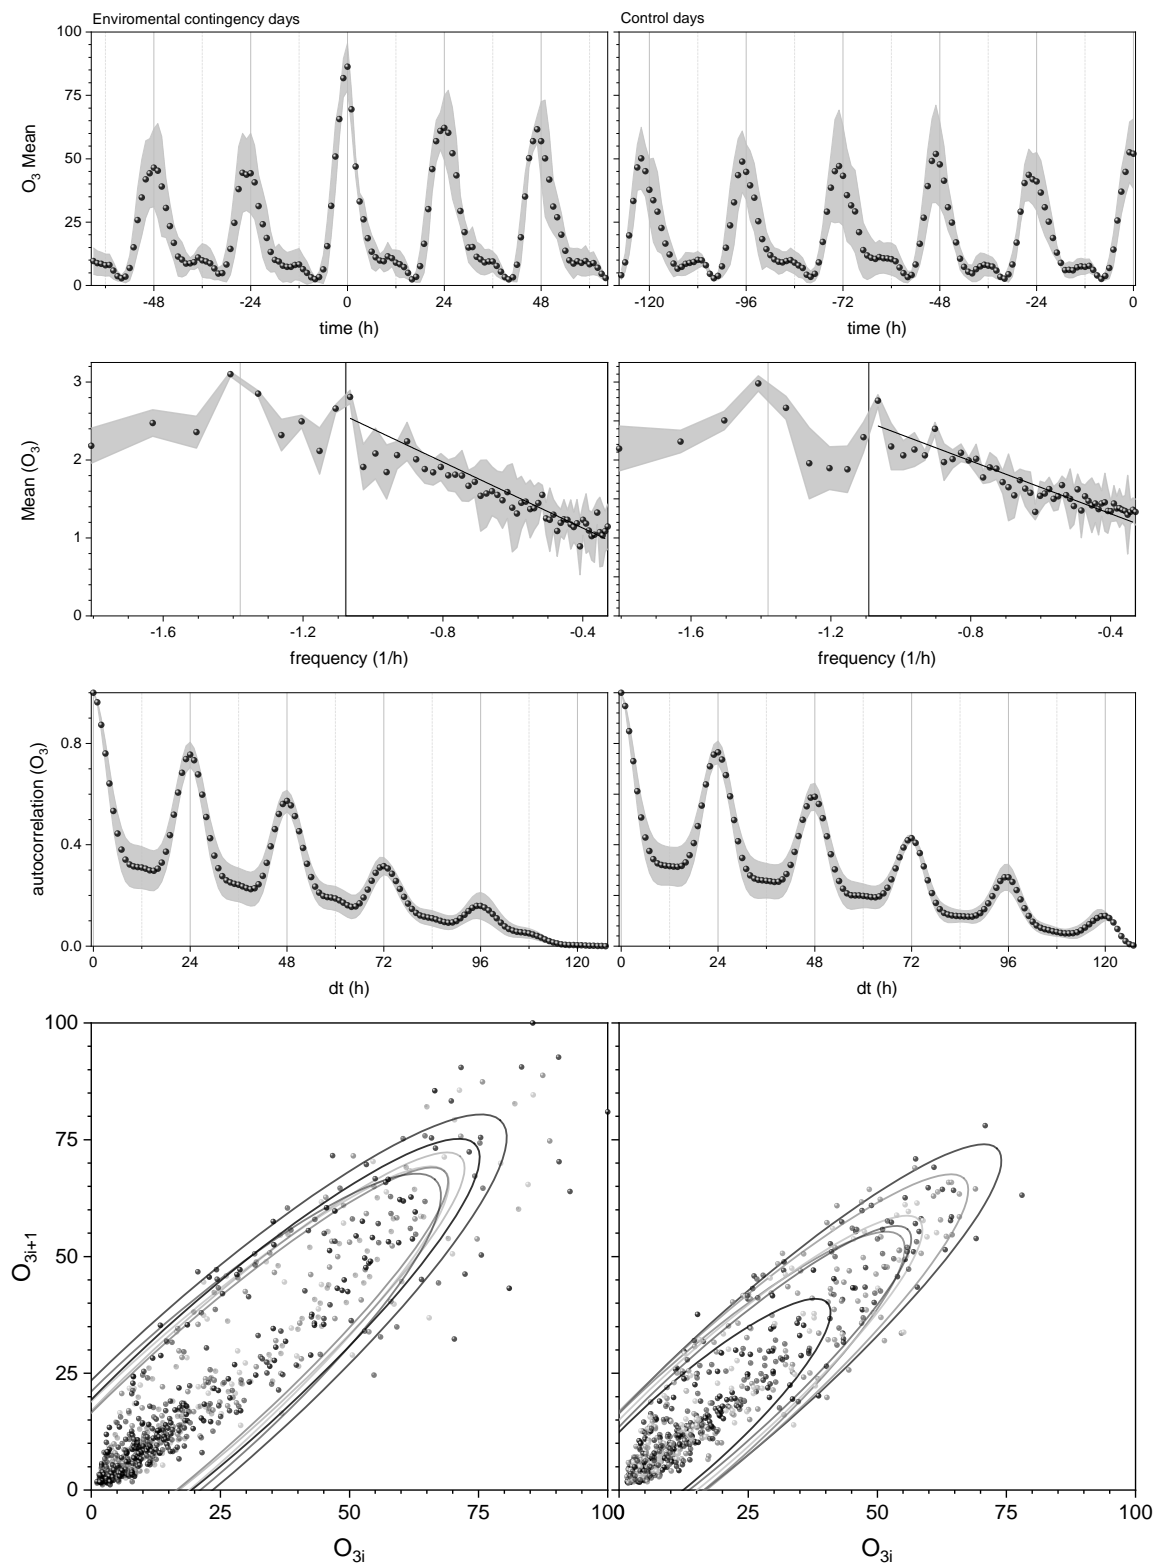 Enviromental contingency days
Control days
100
75
50
25
0
O3 Mean
-48 -24 0 24 48
-120 -96 -72 -48 -24 0
time (h)
time (h)
3
2
1
0
Mean (O3)
-1.6 -1.2 -0.8 -0.4
-1.6 -1.2 -0.8 -0.4
frequency (1/h)
frequency (1/h)
0.8
0.4
0.0
autocorrelation (O3)
0 24 48 72 96 120
0 24 48 72 96 120
dt (h)
dt (h)
100
75
50
25
0
O3i+1
0 25 50 75 100
0 25 50 75 100
O3i
O3i